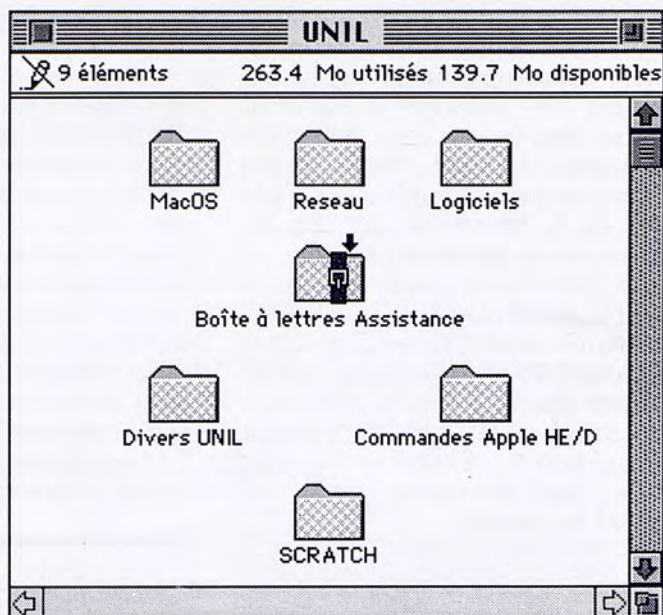 UNIL
9 éléments 263.4 Mo utilisés 139.7 Mo disponibles
MacOS Reseau Logiciels
Boîte à lettres Assistance
Divers UNIL Commandes Apple HE/D
SCRATCH